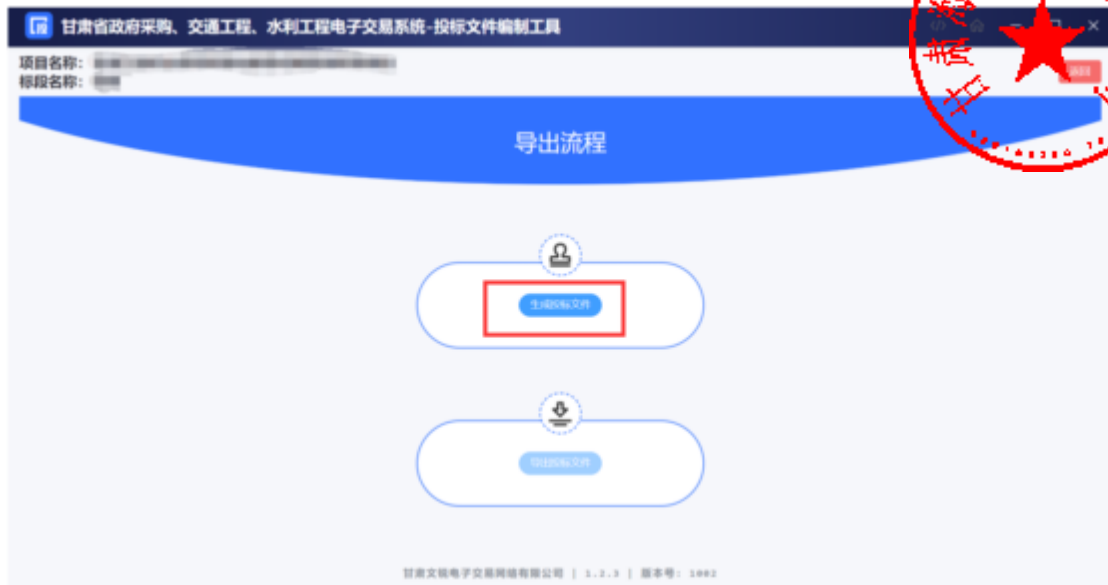 甘肃省政府采购、交通工程、水利工程电子交易系统-投标文件编制工具
项目名称：
标段名称：
返回
导出流程
生成投标文件
导出投标文件
甘肃文锐电子交易网络有限公司 | 1.2.3 | 版本号: 1002